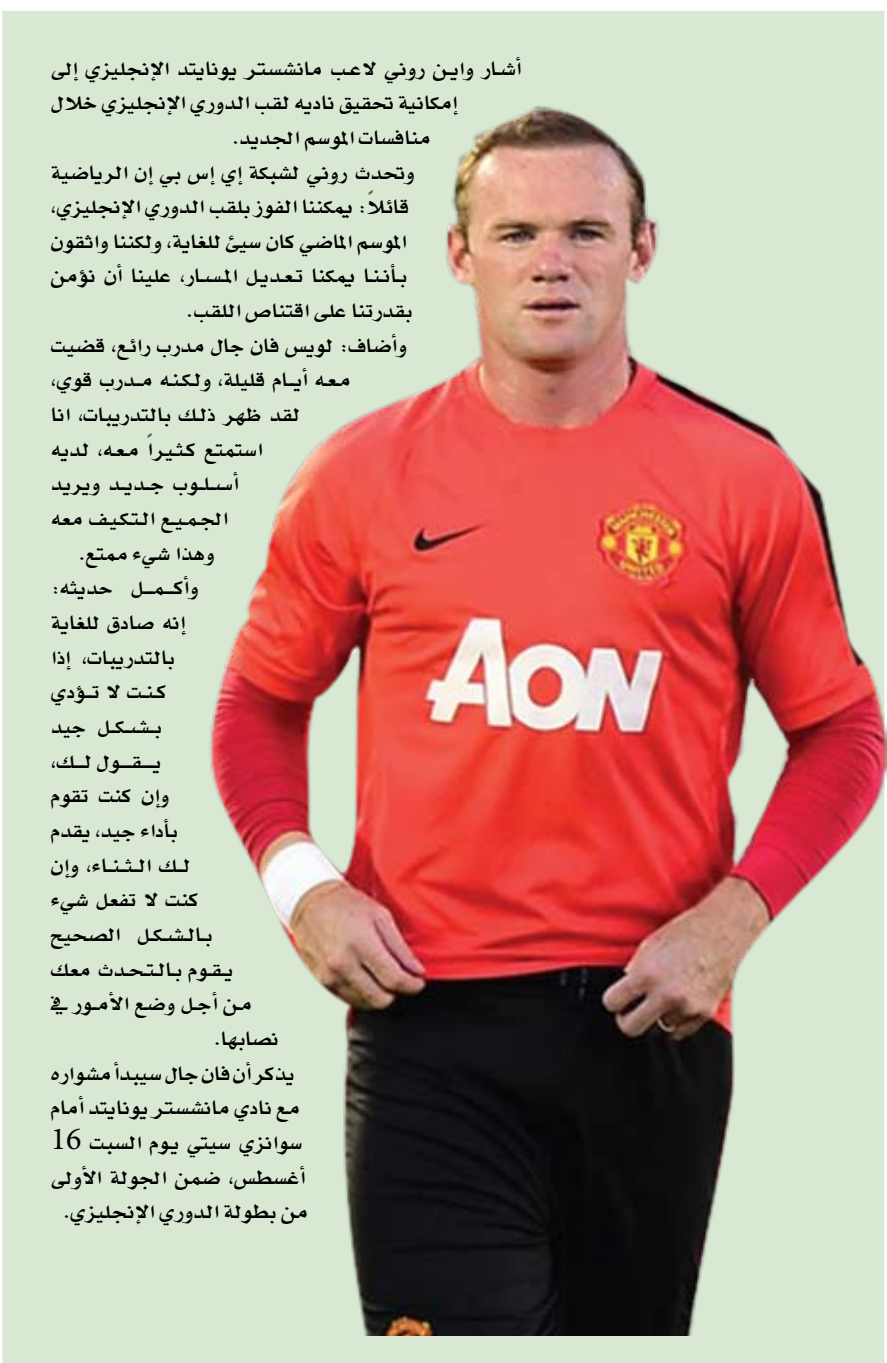 أشار واين روني لاعب مانشستر يونايتد الإنجليزي إلى
إمكانية تحقيق ناديه لقب الدوري الإنجليزي خلال
منافسات الموسم الجديد.
وتحدث روني لشبكة إي إس بي إن الرياضية
قائلاً: يمكننا الفوز بلقب الدوري الإنجليزي،
الموسم الماضي كان سيئ للغاية، ولكننا واثقون
بأننا يمكنا تعديل المسار، علينا أن نؤمن
بقدرتنا على اقتناص اللقب.
وأضاف: لويس فان جال مدرب رائع، قضيت
معه أيام قليلة، ولكنه مدرب قوي،
لقد ظهر ذلك بالتدريبات، انا
استمتع كثيراً معه، لديه
أسلوب جديد ويريد
الجميع التكيف معه
وهذا شيء ممتع.
وأكمل حديثه:
إنه صادق للغاية
بالتدريبات، إذا
كنت لا تؤدي
بشكل جيد
يقول لك،
وإن كنت تقوم
بأداء جيد، يقدم
لك الثناء، وإن
كنت لا تفعل شيء
بالشكل الصحيح
يقوم بالتحدث معك
من أجل وضع الأمور في
نصابها.
يذكر أن فان جال سيبدأ مشواره
مع نادي مانشستر يونايتد أمام
سوانزي سيتي يوم السبت 16
أغسطس، ضمن الجولة الأولى
من بطولة الدوري الإنجليزي.
MANCHESTER
UNITED
AON